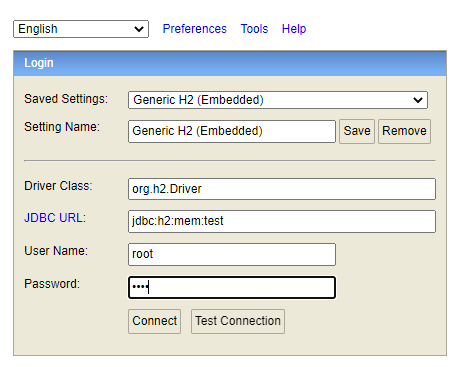 English Preferences Tools Help
Login
Saved Settings: Generic H2 (Embedded)
Setting Name: Generic H2 (Embedded) Save Remove
Driver Class: org.h2.Driver
JDBC URL: jdbc:h2:mem:test
User Name: root
Password: ••••
Connect Test Connection